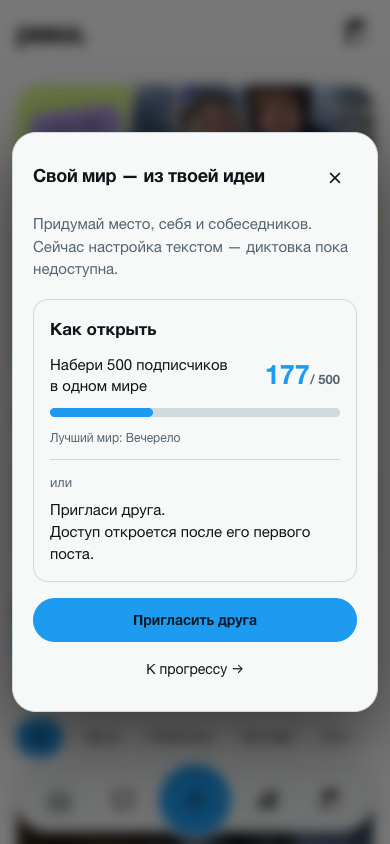 Свой мир — из твоей идеи
Придумай место, себя и собеседников.
Сейчас настройка текстом — диктовка пока
недоступна.
Как открыть
Набери 500 подписчиков
в одном мире
177 / 500
Лучший мир: Вечерело
или
Пригласи друга.
Доступ откроется после его первого
поста.
Пригласить друга
К прогрессу →